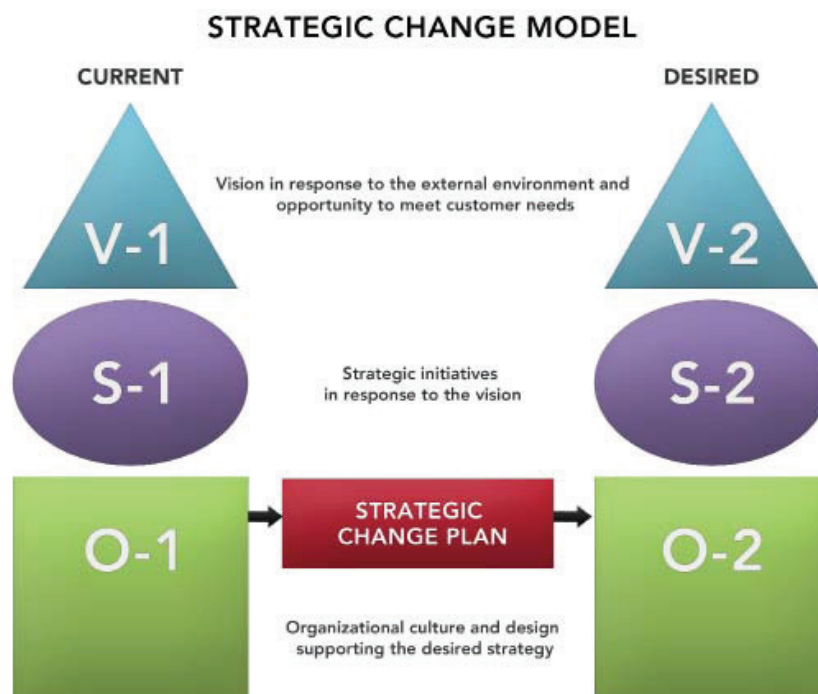 STRATEGIC CHANGE MODEL
CURRENT
DESIRED
Vision in response to the external environment and
opportunity to meet customer needs
V-1
V-2
S-1
Strategic initiatives
in response to the vision
S-2
O-1
STRATEGIC
CHANGE PLAN
O-2
Organizational culture and design
supporting the desired strategy